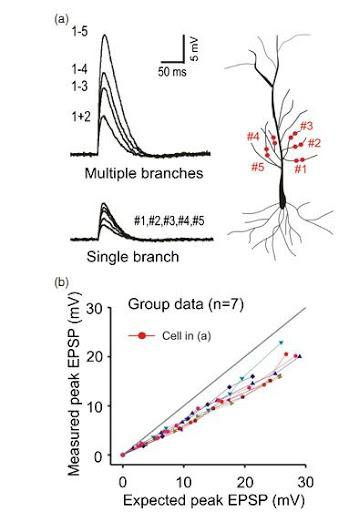 (a)
1-5
1-4
1-3
1+2
5 mV
50 ms
Multiple branches
#1,#2,#3,#4,#5
Single branch
#3
#4
#2
#1
#5
(b)
Group data (n=7)
Cell in (a)
Measured peak EPSP (mV)
30
20
10
0
0
10
20
30
Expected peak EPSP (mV)